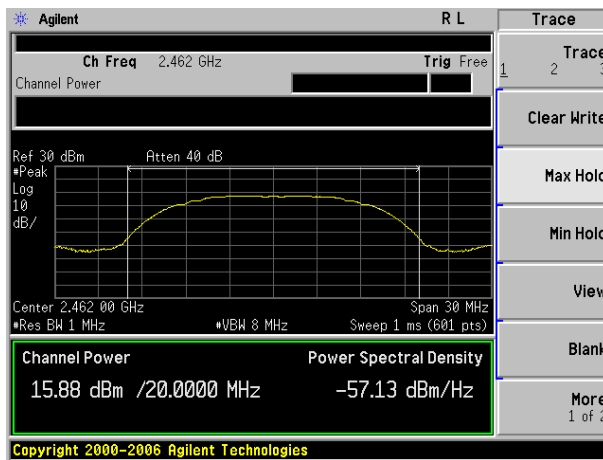 Agilent R L Trace
Ch Freq 2.462 GHz Trig Free
Channel Power
Trace
1 2 3
Clear Write
Max Hold
Min Hold
View
Blank
More
1 of 2
Ref 30 dBm Atten 40 dB
#Peak
Log
10
dB/
Center 2.462 00 GHz Span 30 MHz
#Res BW 1 MHz #VBW 8 MHz Sweep 1 ms (601 pts)
Channel Power Power Spectral Density
15.88 dBm /20.0000 MHz -57.13 dBm/Hz
Copyright 2000-2006 Agilent Technologies